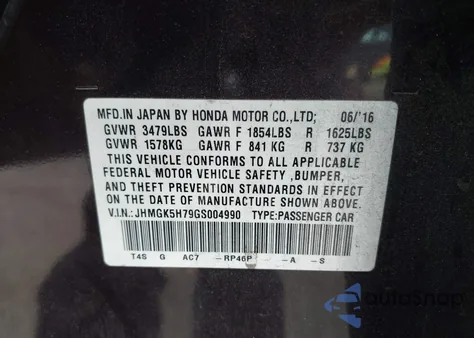 MFD.IN JAPAN BY HONDA MOTOR CO.,LTD; 06/'16
GVWR 3479LBS GAWR F 1854LBS R 1625LBS
GVWR 1578KG GAWR F 841 KG R 737 KG
THIS VEHICLE CONFORMS TO ALL APPLICABLE
FEDERAL MOTOR VEHICLE SAFETY ,BUMPER,
AND THEFT PREVENTION STANDARDS IN EFFECT
ON THE DATE OF MANUFACTURE SHOWN ABOVE.
V.I.N.: JHMGK5H79GS004990 TYPE:PASSENGER CAR
T4S G AC7 -RP46P -A -S
autosnap